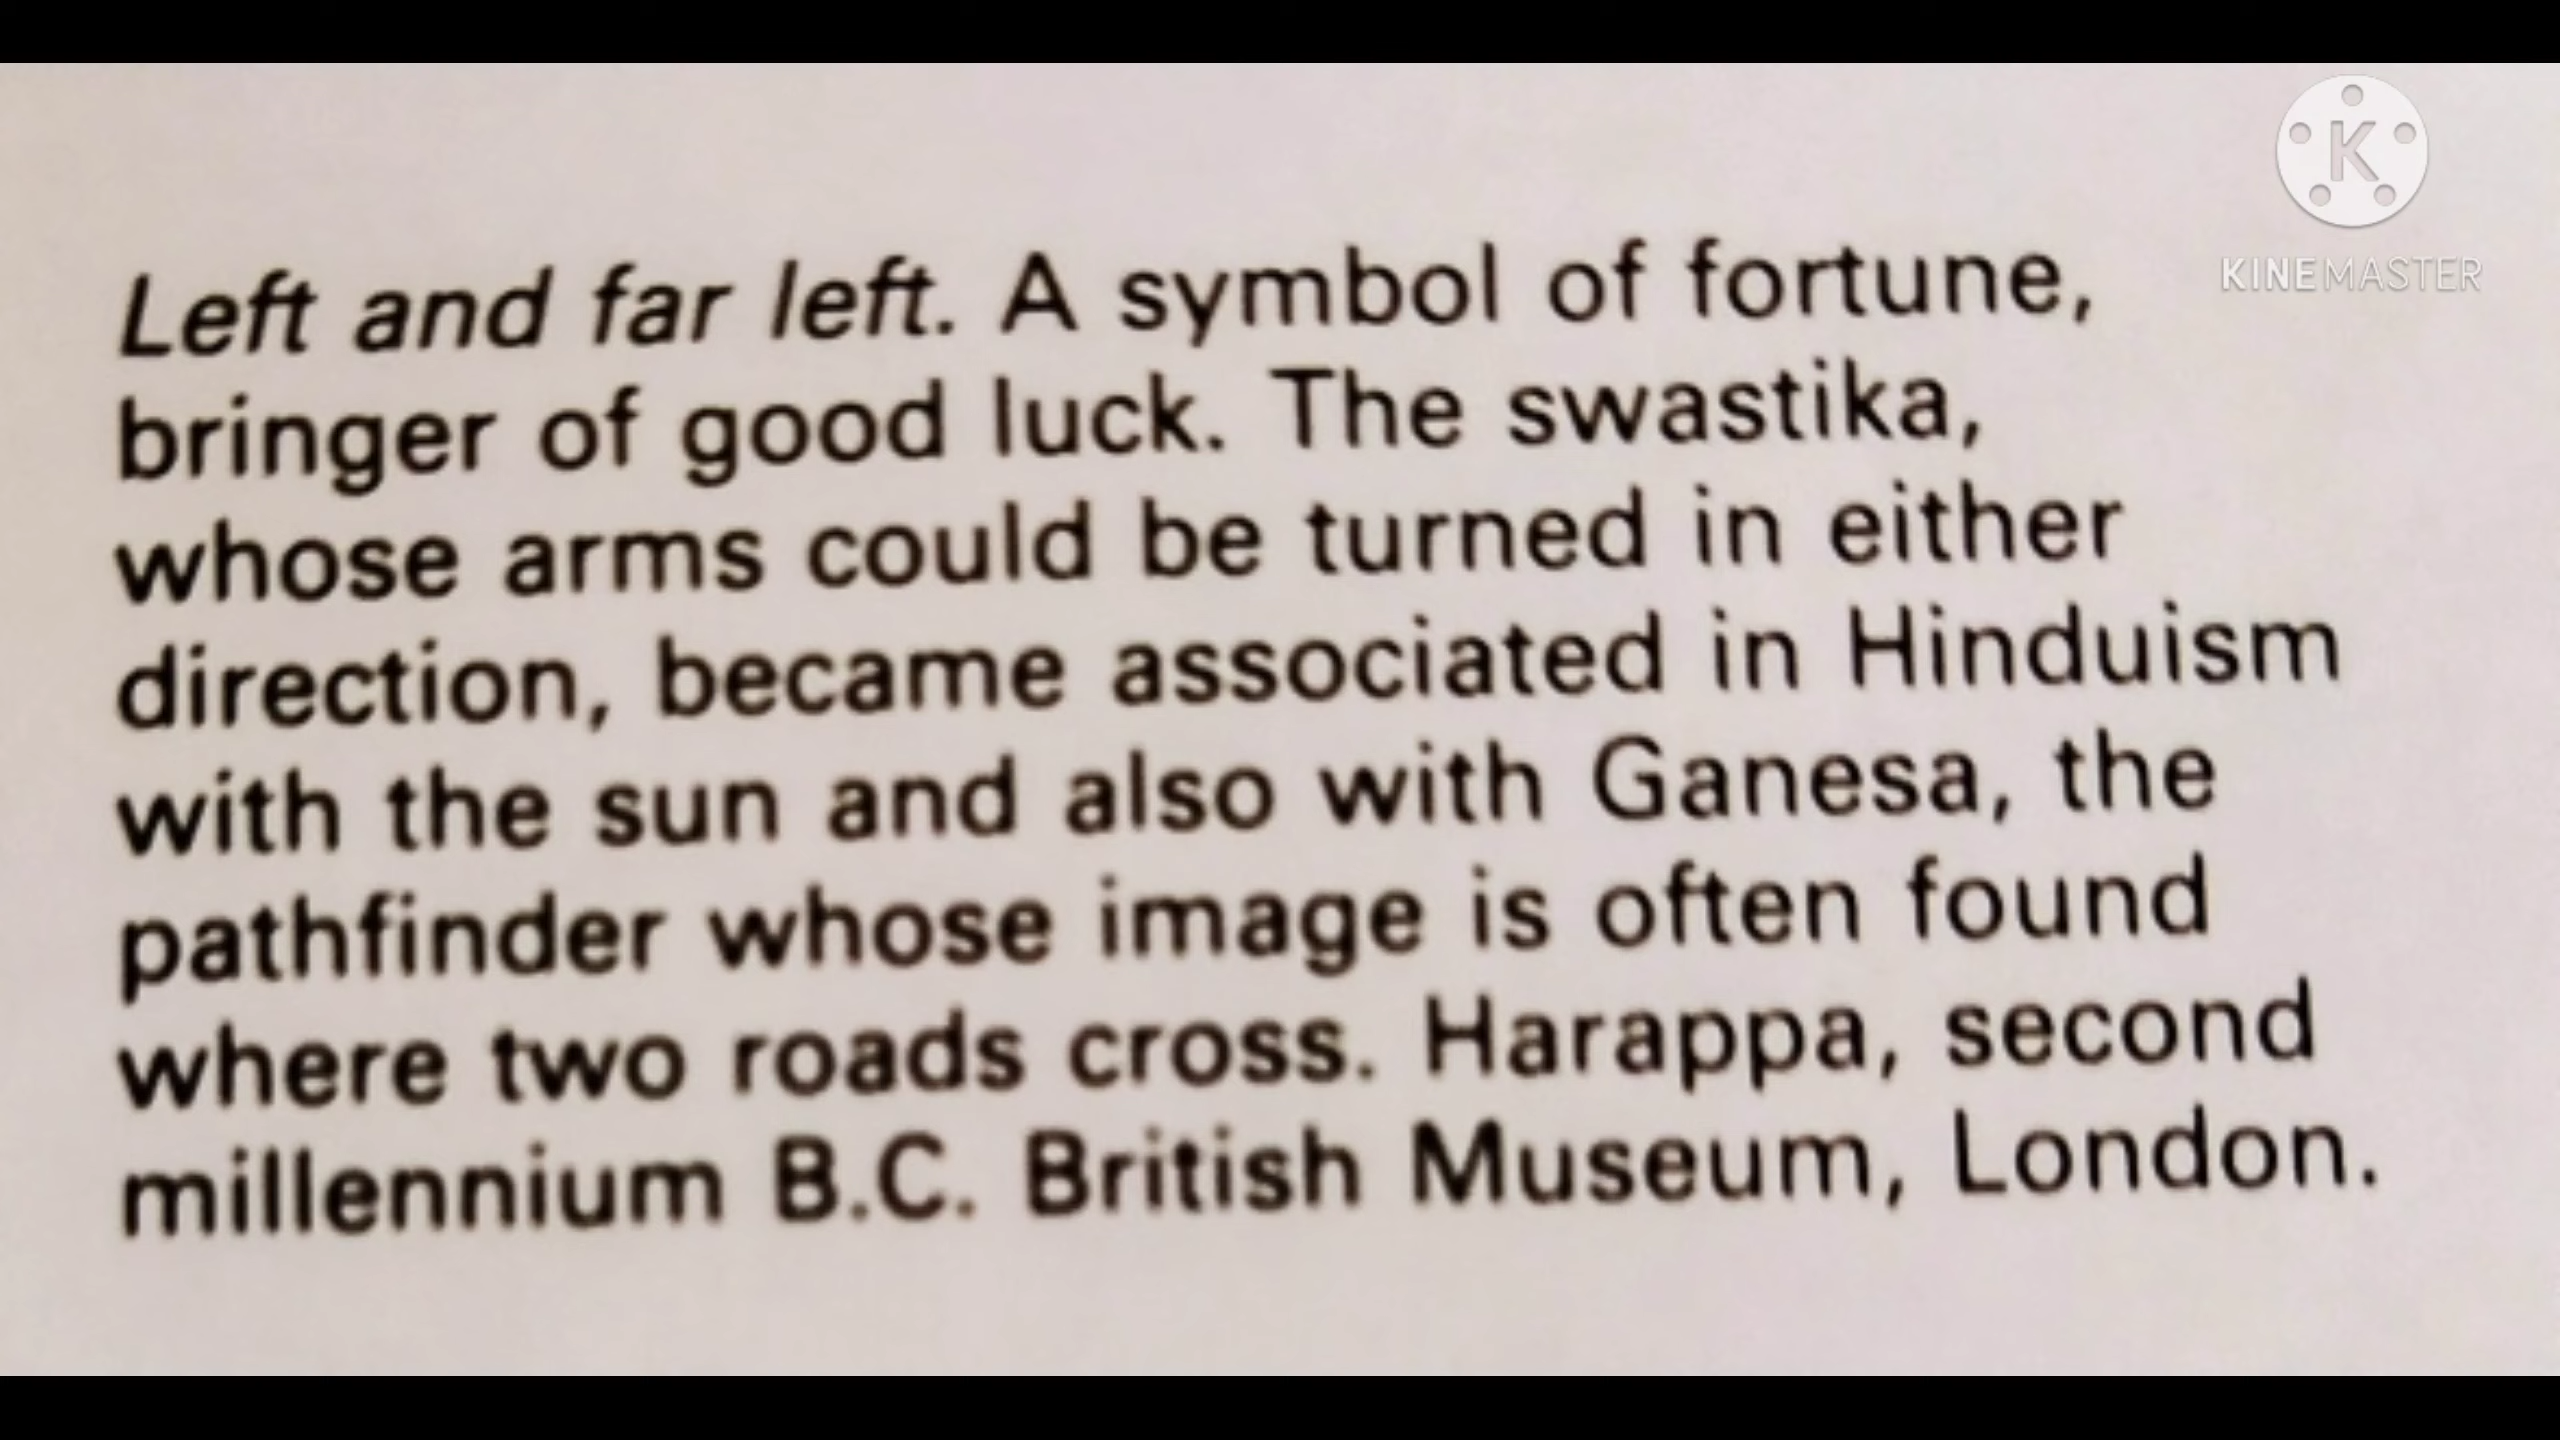 K
KINEMASTER
Left and far left. A symbol of fortune,
bringer of good luck. The swastika,
whose arms could be turned in either
direction, became associated in Hinduism
with the sun and also with Ganesa, the
pathfinder whose image is often found
where two roads cross. Harappa, second
millennium B.C. British Museum, London.